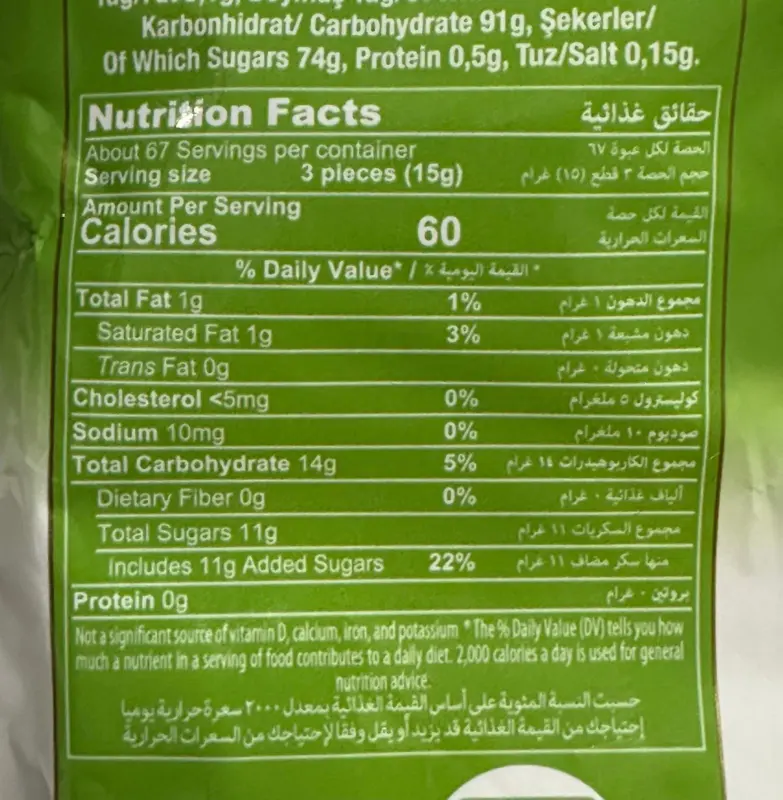 Karbonhidrat/ Carbohydrate 91g, Şekerler/
Of Which Sugars 74g, Protein 0,5g, Tuz/Salt 0,15g.
Nutrition Facts حقائق غذائية
About 67 Servings per container الحصة لكل عبوة ٦٧
Serving size 3 pieces (15g) حجم الحصة ٣ قطع (١٥) غرام
Amount Per Serving القيمة لكل حصة
Calories 60 السعرات الحرارية
% Daily Value* / القيمة اليومية ٪ *
Total Fat 1g 1% مجموع الدهون ١ غرام
Saturated Fat 1g 3% دهون مشبعة ١ غرام
Trans Fat 0g دهون متحولة ٠ غرام
Cholesterol <5mg 0% كوليسترول ٥ ملغرام
Sodium 10mg 0% صوديوم ١٠ ملغرام
Total Carbohydrate 14g 5% مجموع الكاربوهيدرات ١٤ غرام
Dietary Fiber 0g 0% ألياف غذائية ٠ غرام
Total Sugars 11g مجموع السكريات ١١ غرام
Includes 11g Added Sugars 22% منها سكر مضاف ١١ غرام
Protein 0g بروتين ٠ غرام
Not a significant source of vitamin D, calcium, iron, and potassium * The % Daily Value (DV) tells you how
much a nutrient in a serving of food contributes to a daily diet. 2,000 calories a day is used for general
nutrition advice.
حسبت النسبة المئوية على أساس القيمة الغذائية بمعدل ٢٠٠٠ سعرة حرارية يوميا
إحتياجك من القيمة الغذائية قد يزيد أو يقل وفقا لإحتياجك من السعرات الحرارية